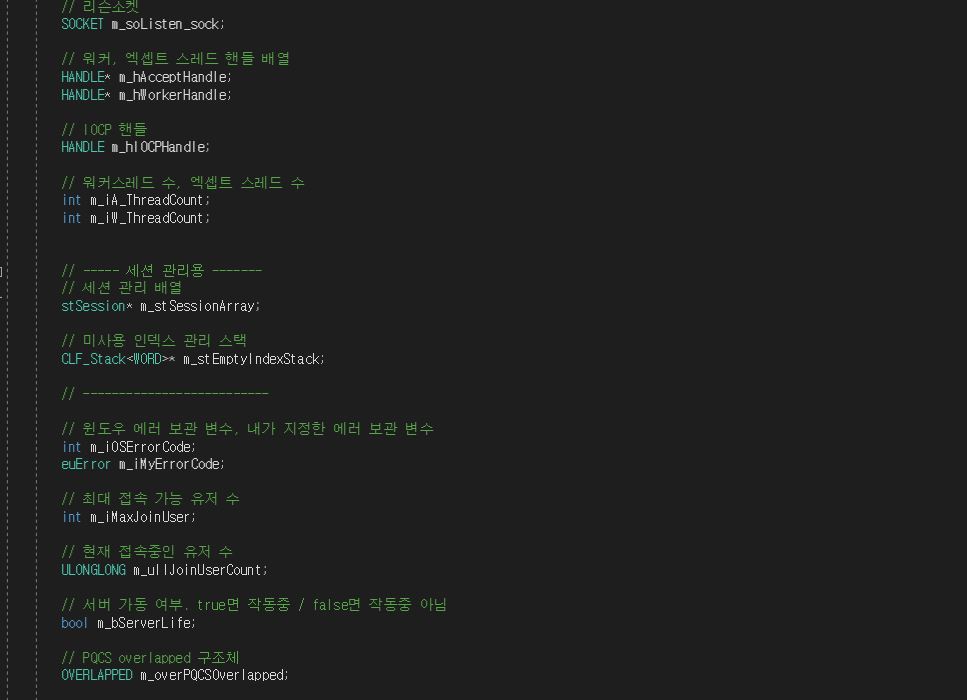 // 리슨소켓
SOCKET m_soListen_sock;
// 워커, 엑셉트 스레드 핸들 배열
HANDLE* m_hAcceptHandle;
HANDLE* m_hWorkerHandle;
// IOCP 핸들
HANDLE m_hIOCPHandle;
// 워커스레드 수, 엑셉트 스레드 수
int m_iA_ThreadCount;
int m_iW_ThreadCount;
// ----- 세션 관리용 -------
// 세션 관리 배열
stSession* m_stSessionArray;
// 미사용 인덱스 관리 스택
CLF_Stack<WORD>* m_stEmptyIndexStack;
// --------------------------
// 윈도우 에러 보관 변수, 내가 지정한 에러 보관 변수
int m_iOSErrorCode;
euError m_iMyErrorCode;
// 최대 접속 가능 유저 수
int m_iMaxJoinUser;
// 현재 접속중인 유저 수
ULONGLONG m_ullJoinUserCount;
// 서버 가동 여부. true면 작동중 / false면 작동중 아님
bool m_bServerLife;
// PQCS overlapped 구조체
OVERLAPPED m_overPQCSOverlapped;